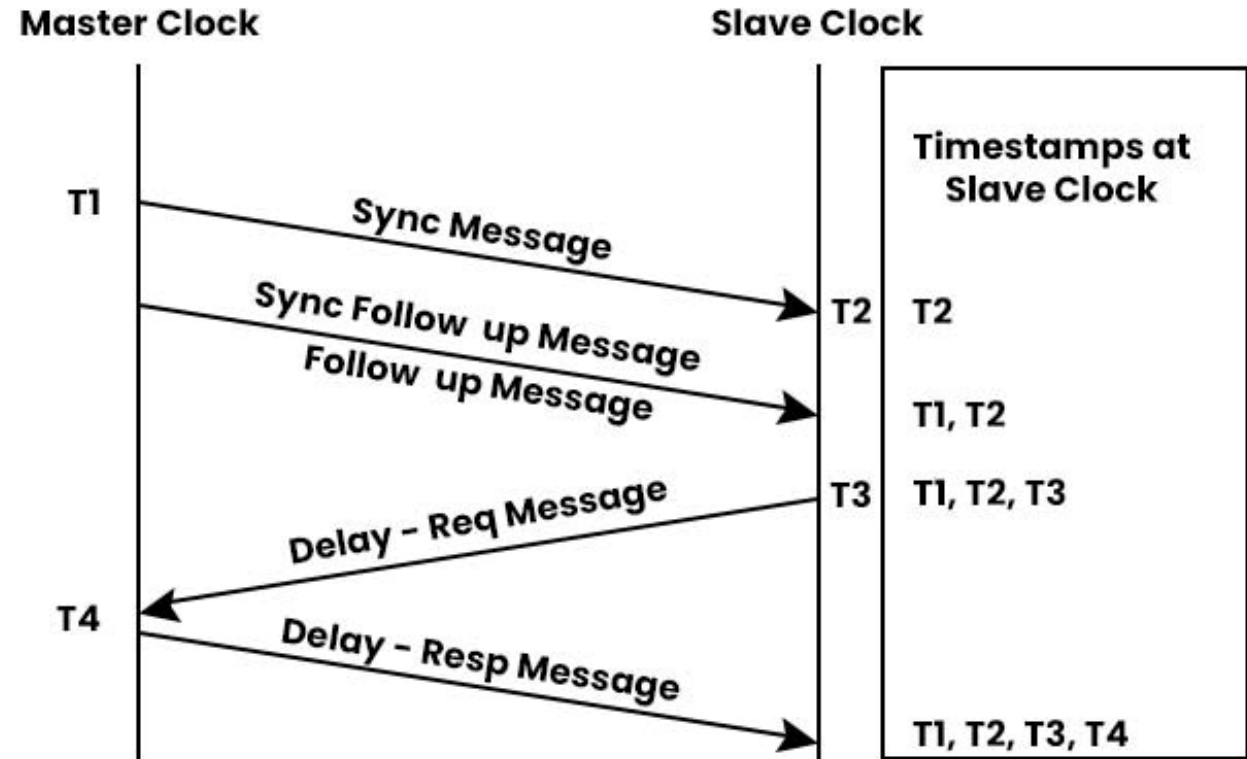 Master Clock
Slave Clock
Timestamps at
Slave Clock
T1
Sync Message
T2
T2
Sync Follow up Message
Follow up Message
T1, T2
T3
T1, T2, T3
Delay - Req Message
T4
Delay - Resp Message
T1, T2, T3, T4